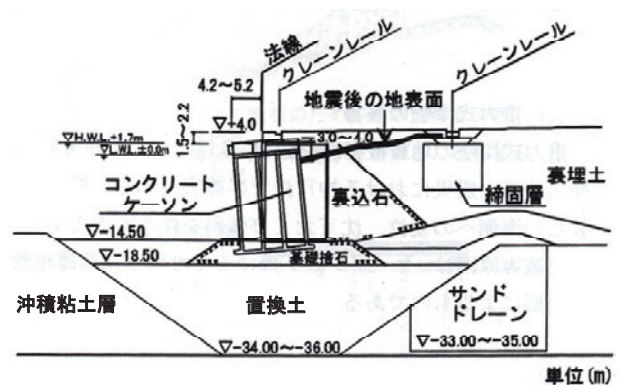 法線
クレーンレール
クレーンレール
4.2～5.2
地震後の地表面
1.5～2.2
▽+4.0
▽H.W.L.+1.7m
▽L.W.L.±0.0m
3.0～4.0
コンクリート
ケーソン
裏込石
締固層
裏埋土
▽-14.50
▽-18.50
基礎捨石
沖積粘土層
置換土
サンド
ドレーン
▽-33.00～-35.00
▽-34.00～-36.00
単位(m)